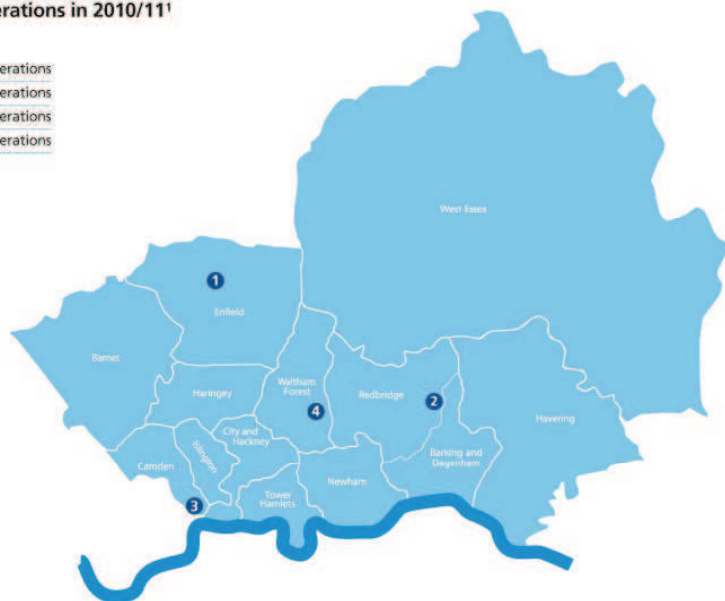 erations in 2010/11¹
erations
erations
erations
erations
West Essex
1
Enfield
Barnet
Haringey
Waltham
Forest
4
Redbridge
2
Havering
City and
Hackney
Islington
Camden
Barking and
Dagenham
Newham
Tower
Hamlets
3